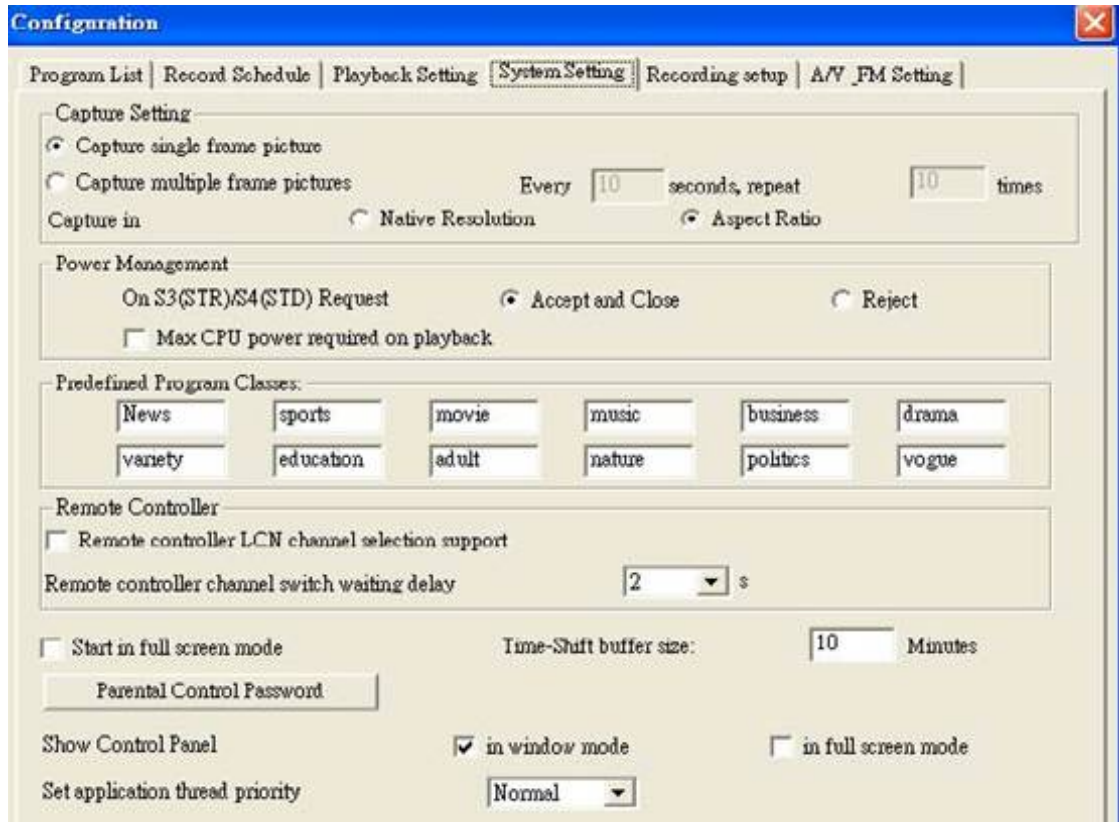 Configuration
Program List Record Schedule Playback Setting System Setting Recording setup A/V_FM Setting
Capture Setting
Capture single frame picture
Capture multiple frame pictures Every 10 seconds, repeat 10 times
Capture in Native Resolution Aspect Ratio
Power Management
On S3(STR)/S4(STD) Request Accept and Close Reject
Max CPU power required on playback
Predefined Program Classes:
News sports movie music business drama
variety education adult nature politics vogue
Remote Controller
Remote controller LCN channel selection support
Remote controller channel switch waiting delay 2 s
Start in full screen mode Time-Shift buffer size: 10 Minutes
Parental Control Password
Show Control Panel in window mode in full screen mode
Set application thread priority Normal